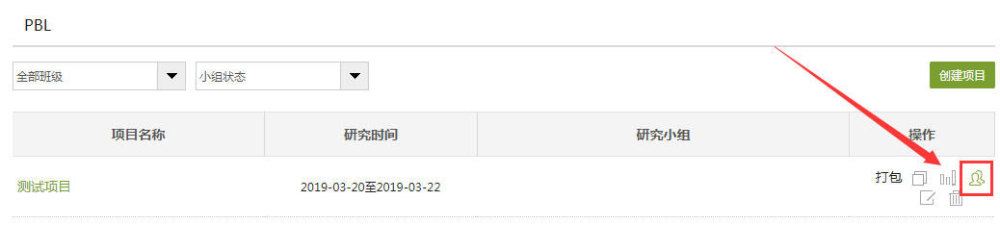 PBL
全部班级 小组状态 创建项目
项目名称 研究时间 研究小组 操作
测试项目 2019-03-20至2019-03-22 打包